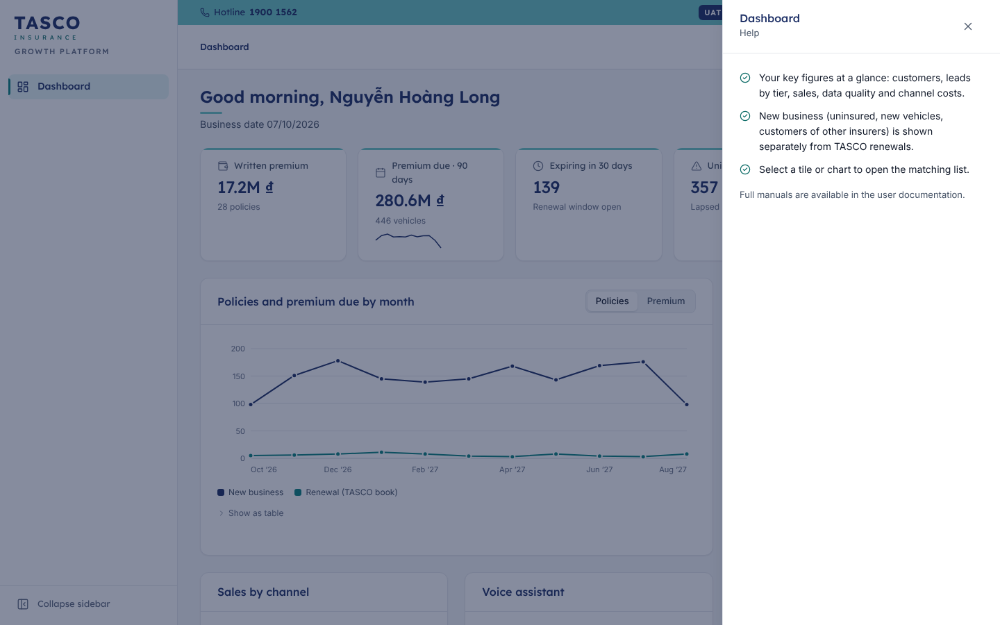 TASCO
INSURANCE
GROWTH PLATFORM
Dashboard
Collapse sidebar
Hotline 1900 1562
UAT
Dashboard
Good morning, Nguyễn Hoàng Long
Business date 07/10/2026
Written premium
17.2M ₫
28 policies
Premium due · 90
days
280.6M ₫
446 vehicles
Expiring in 30 days
139
Renewal window open
357
Lapsed
Policies and premium due by month
Policies
Premium
200
150
100
50
0
Oct '26
Dec '26
Feb '27
Apr '27
Jun '27
Aug '27
New business
Renewal (TASCO book)
Show as table
Sales by channel
Voice assistant
Dashboard
Help
Your key figures at a glance: customers, leads
by tier, sales, data quality and channel costs.
New business (uninsured, new vehicles,
customers of other insurers) is shown
separately from TASCO renewals.
Select a tile or chart to open the matching list.
Full manuals are available in the user documentation.